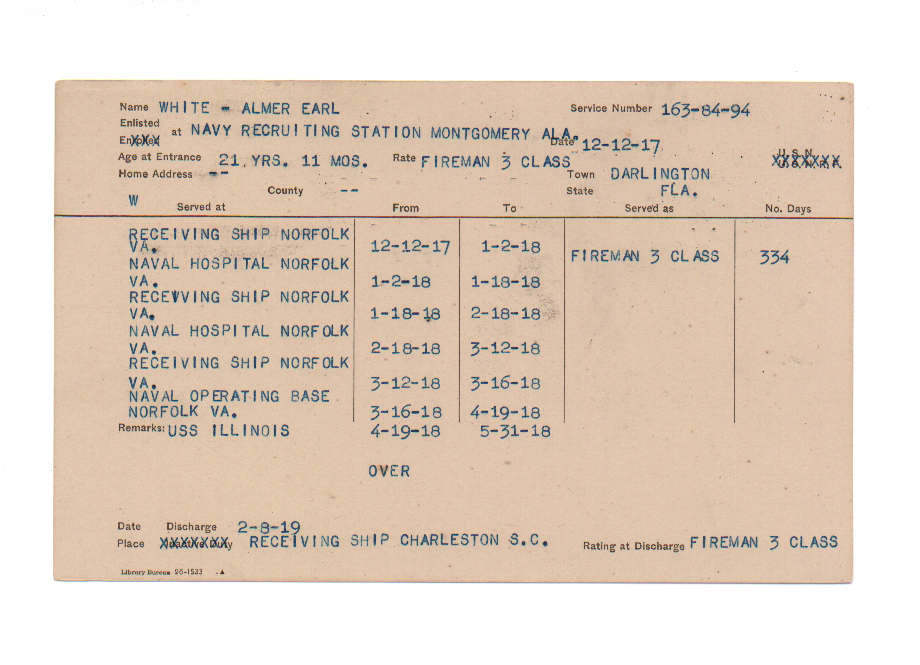 Name WHITE - ALMER EARL Service Number 163-84-94
Enlisted
Enrolled at NAVY RECRUITING STATION MONTGOMERY ALA. Date 12-12-17
Age at Entrance 21 YRS. 11 MOS. Rate FIREMAN 3 CLASS U.S.N. XXXXXXX
Home Address -- Town DARLINGTON
County -- State FLA.
W Served at From To Served as No. Days
RECEIVING SHIP NORFOLK
VA. 12-12-17 1-2-18 FIREMAN 3 CLASS 334
NAVAL HOSPITAL NORFOLK
VA. 1-2-18 1-18-18
RECEIVING SHIP NORFOLK
VA. 1-18-18 2-18-18
NAVAL HOSPITAL NORFOLK
VA. 2-18-18 3-12-18
RECEIVING SHIP NORFOLK
VA. 3-12-18 3-16-18
NAVAL OPERATING BASE
NORFOLK VA. 3-16-18 4-19-18
Remarks: USS ILLINOIS 4-19-18 5-31-18
OVER
Date Discharge 2-8-19
Place Inactive Duty RECEIVING SHIP CHARLESTON S.C. Rating at Discharge FIREMAN 3 CLASS
Library Bureau 26-1523